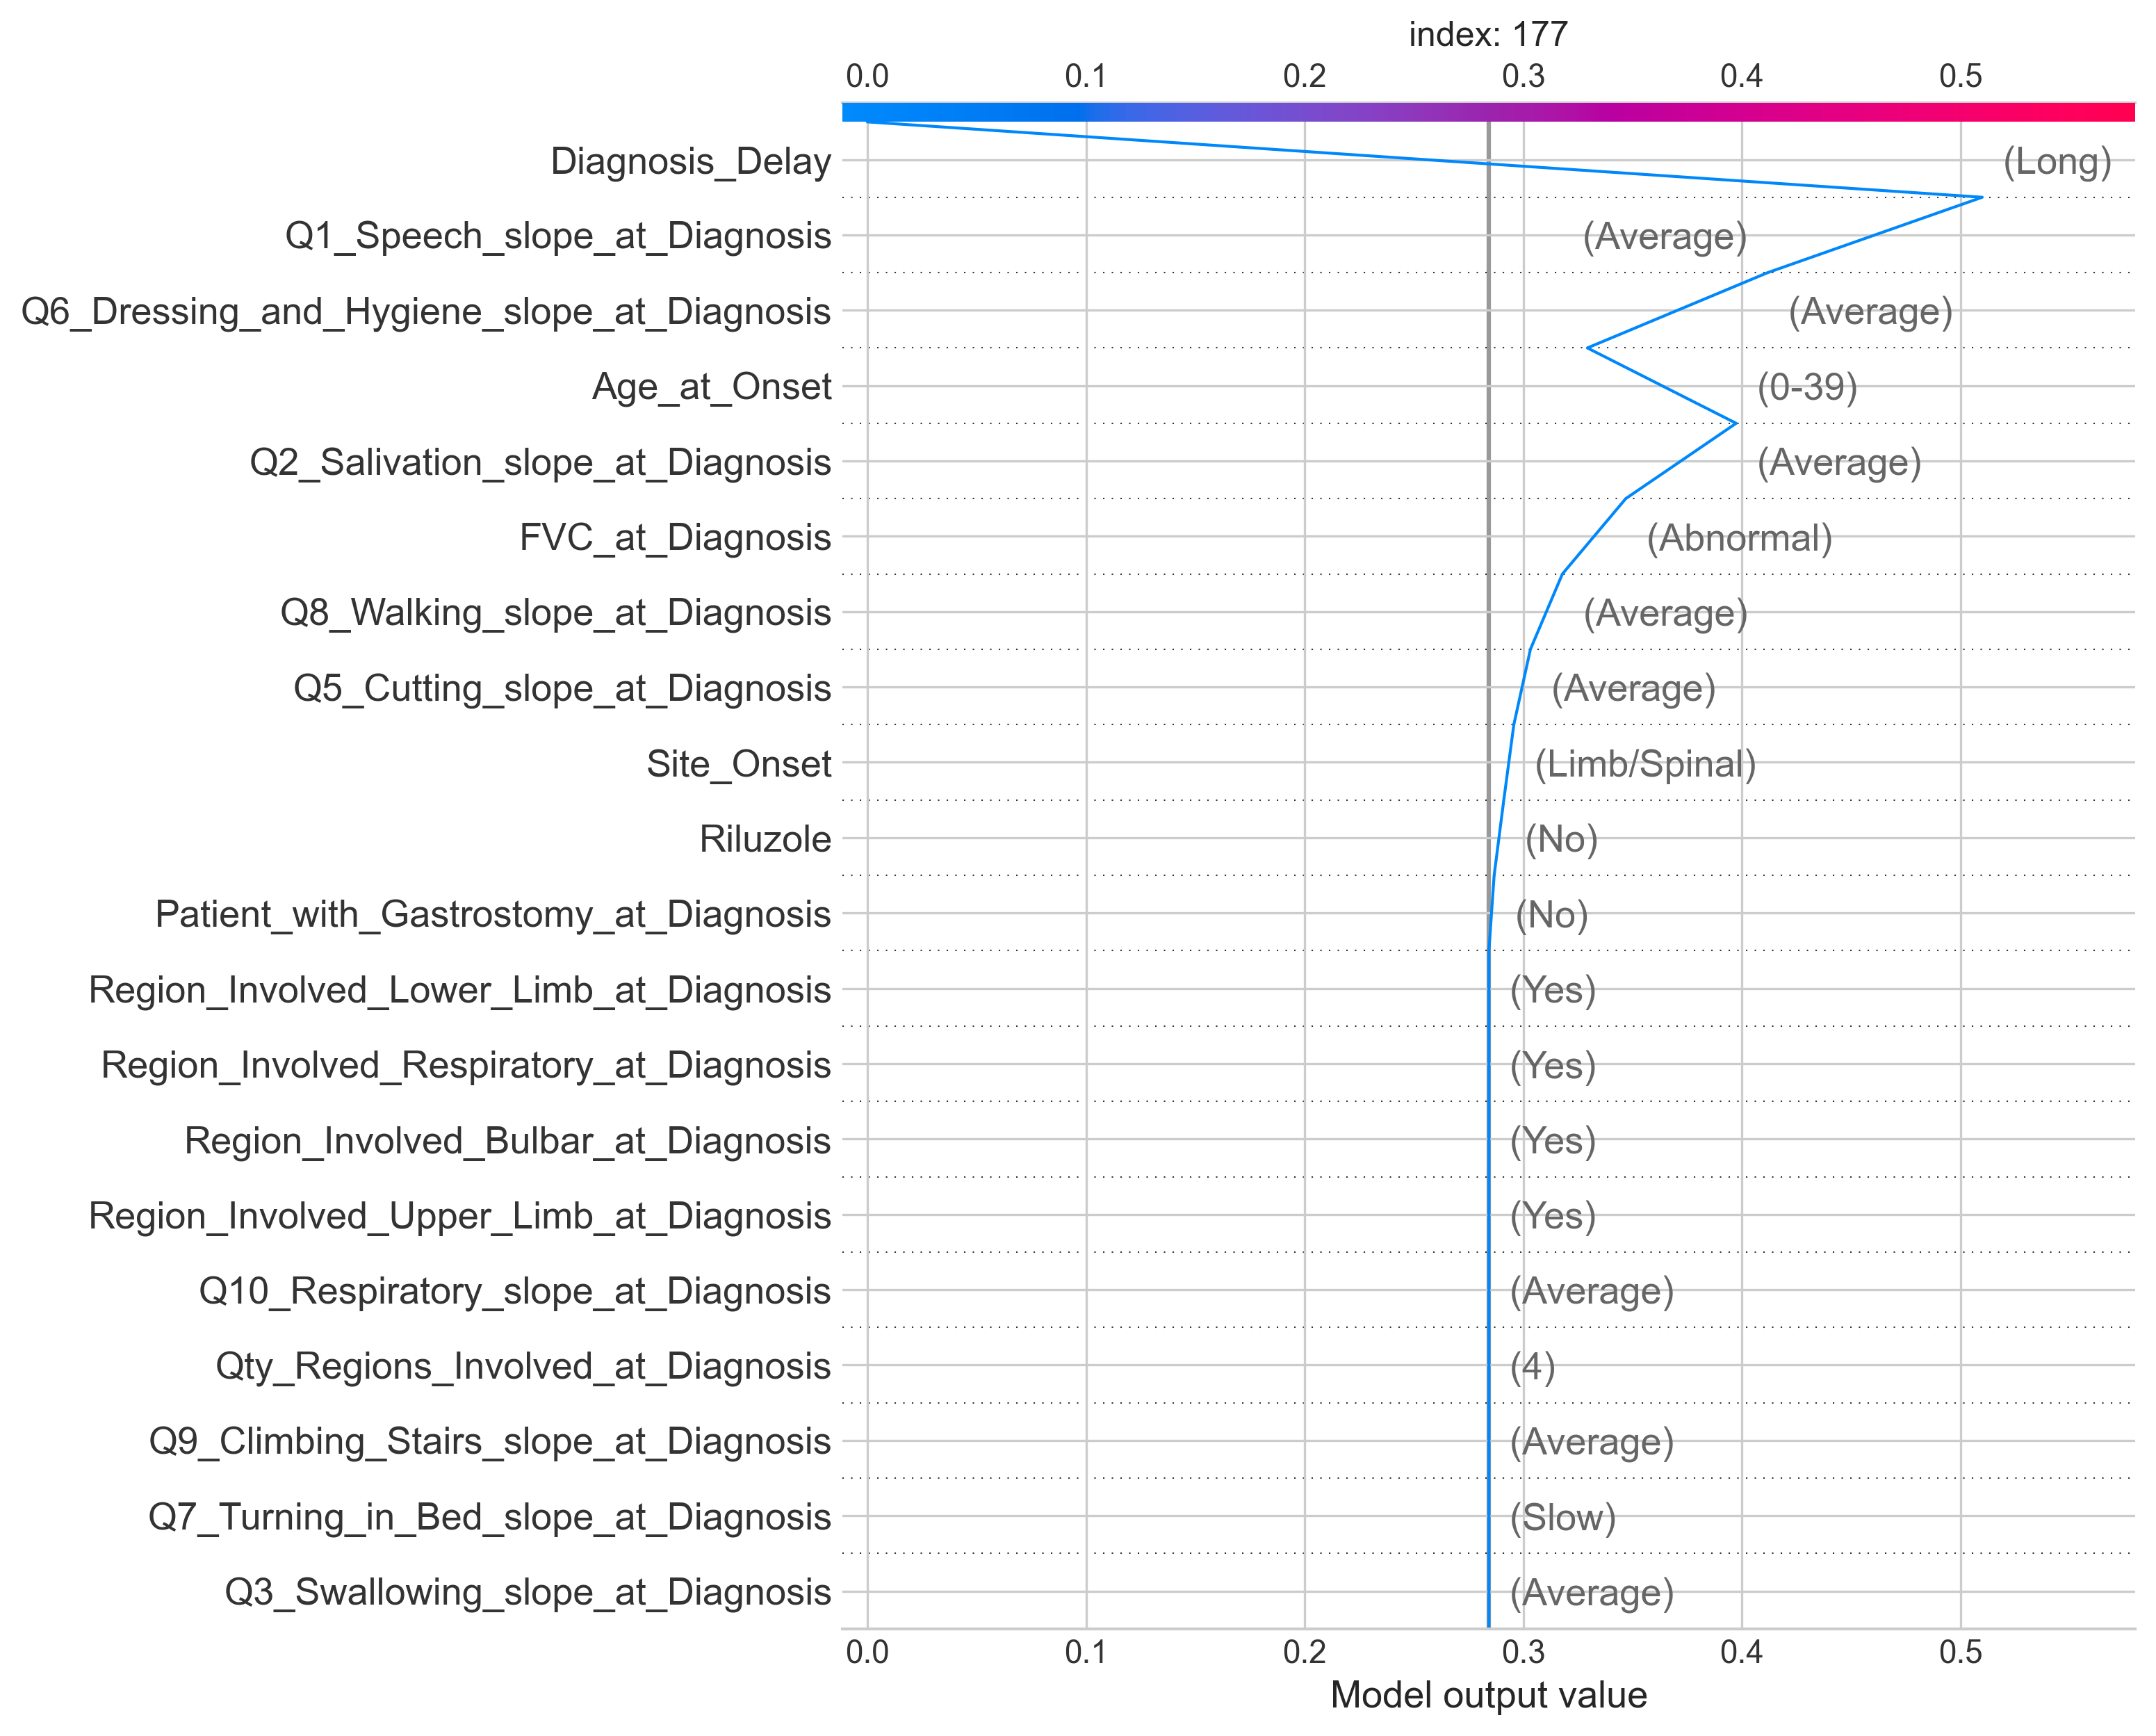 index: 177
0.0 0.1 0.2 0.3 0.4 0.5
Diagnosis_Delay (Long)
Q1_Speech_slope_at_Diagnosis (Average)
Q6_Dressing_and_Hygiene_slope_at_Diagnosis (Average)
Age_at_Onset (0-39)
Q2_Salivation_slope_at_Diagnosis (Average)
FVC_at_Diagnosis (Abnormal)
Q8_Walking_slope_at_Diagnosis (Average)
Q5_Cutting_slope_at_Diagnosis (Average)
Site_Onset (Limb/Spinal)
Riluzole (No)
Patient_with_Gastrostomy_at_Diagnosis (No)
Region_Involved_Lower_Limb_at_Diagnosis (Yes)
Region_Involved_Respiratory_at_Diagnosis (Yes)
Region_Involved_Bulbar_at_Diagnosis (Yes)
Region_Involved_Upper_Limb_at_Diagnosis (Yes)
Q10_Respiratory_slope_at_Diagnosis (Average)
Qty_Regions_Involved_at_Diagnosis (4)
Q9_Climbing_Stairs_slope_at_Diagnosis (Average)
Q7_Turning_in_Bed_slope_at_Diagnosis (Slow)
Q3_Swallowing_slope_at_Diagnosis (Average)
0.0 0.1 0.2 0.3 0.4 0.5
Model output value